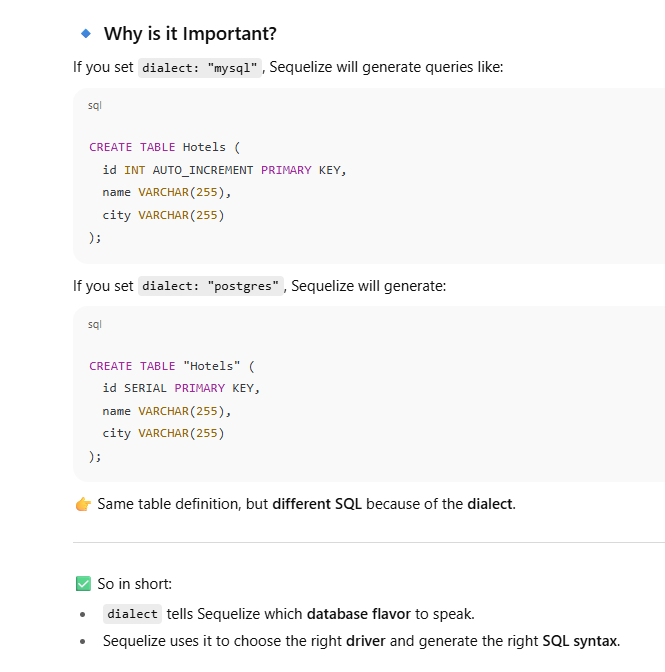 Why is it Important?
If you set dialect: "mysql", Sequelize will generate queries like:
sql
CREATE TABLE Hotels (
  id INT AUTO_INCREMENT PRIMARY KEY,
  name VARCHAR(255),
  city VARCHAR(255)
);
If you set dialect: "postgres", Sequelize will generate:
sql
CREATE TABLE "Hotels" (
  id SERIAL PRIMARY KEY,
  name VARCHAR(255),
  city VARCHAR(255)
);
👉 Same table definition, but different SQL because of the dialect.
✅ So in short:
• dialect tells Sequelize which database flavor to speak.
• Sequelize uses it to choose the right driver and generate the right SQL syntax.